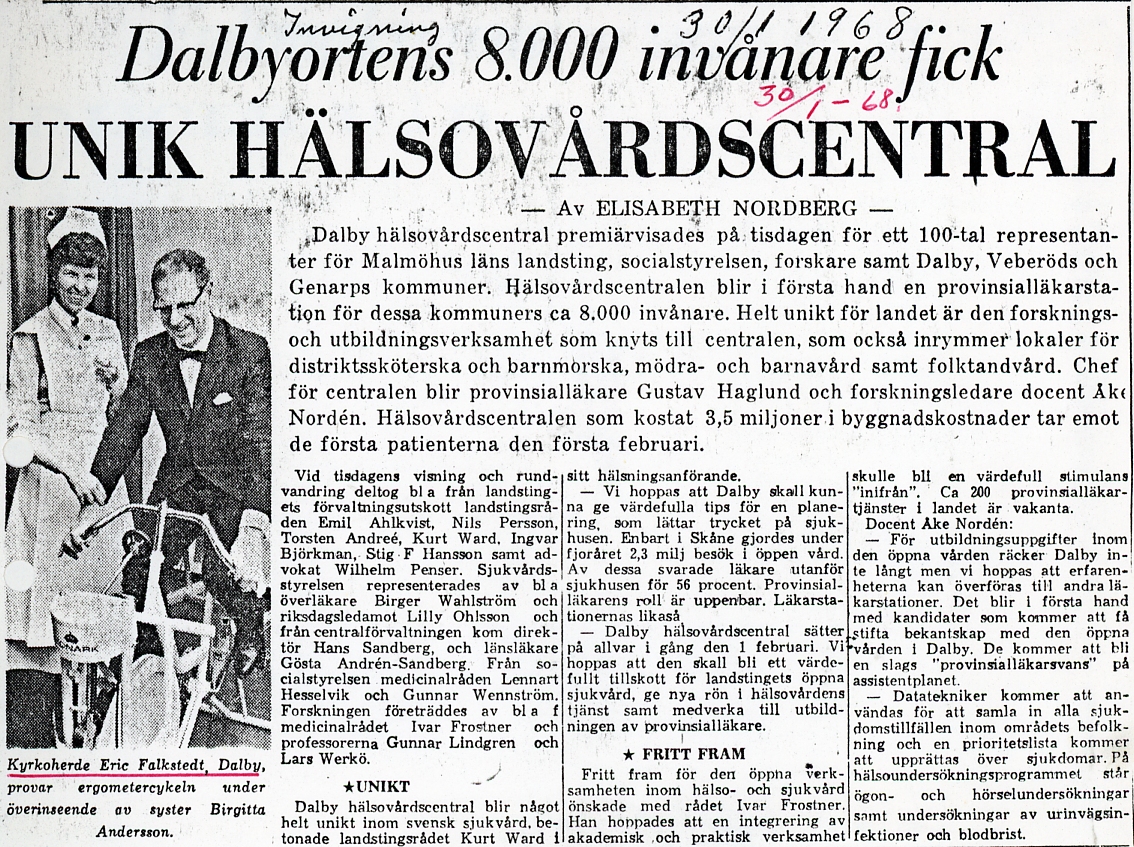 Invigning 30/1 1968
Dalbyortens 8.000 invånare fick
30/1 - 68.
UNIK HÄLSOVÅRDSCENTRAL
— Av ELISABETH NORDBERG —
Dalby hälsovårdscentral premiärvisades på tisdagen för ett 100-tal representan-
ter för Malmöhus läns landsting, socialstyrelsen, forskare samt Dalby, Veberöds och
Genarps kommuner. Hälsovårdscentralen blir i första hand en provinsialläkarsta-
tion för dessa kommuners ca 8.000 invånare. Helt unikt för landet är den forsknings-
och utbildningsverksamhet som knyts till centralen, som också inrymmer lokaler för
distriktssköterska och barnmorska, mödra- och barnavård samt folktandvård. Chef
för centralen blir provinsialläkare Gustav Haglund och forskningsledare docent Åke
Nordén. Hälsovårdscentralen som kostat 3,5 miljoner i byggnadskostnader tar emot
de första patienterna den första februari.
MONARK
Kyrkoherde Eric Falkstedt, Dalby,
provar ergometercykeln under
överinseende av syster Birgitta
Andersson.
Vid tisdagens visning och rund-
vandring deltog bl a från landsting-
ets förvaltningsutskott landstingsrå-
den Emil Ahlkvist, Nils Persson,
Torsten Andreé, Kurt Ward, Ingvar
Björkman, Stig F Hansson samt ad-
vokat Wilhelm Penser. Sjukvårds-
styrelsen representerades av bl a
överläkare Birger Wahlström och
riksdagsledamot Lilly Ohlsson och
från centralförvaltningen kom direk-
tör Hans Sandberg, och länsläkare
Gösta Andrén-Sandberg. Från so-
cialstyrelsen medicinalråden Lennart
Hesselvik och Gunnar Wennström.
Forskningen företräddes av bl a f
medicinalrådet Ivar Frostner och
professorerna Gunnar Lindgren och
Lars Werkö.
★UNIKT
Dalby hälsovårdscentral blir något
helt unikt inom svensk sjukvård, be-
tonade landstingsrådet Kurt Ward i
sitt hälsningsanförande.
— Vi hoppas att Dalby skall kun-
na ge värdefulla tips för en plane-
ring, som lättar trycket på sjuk-
husen. Enbart i Skåne gjordes under
fjoråret 2,3 milj besök i öppen vård.
Av dessa svarade läkare utanför
sjukhusen för 56 procent. Provinsial-
läkarens roll är uppenbar. Läkarsta-
tionernas likaså
— Dalby hälsovårdscentral sätter
på allvar i gång den 1 februari. Vi
hoppas att den skall bli ett värde-
fullt tillskott för landstingets öppna
sjukvård, ge nya rön i hälsovårdens
tjänst samt medverka till utbild-
ningen av provinsialläkare.
★ FRITT FRAM
Fritt fram för den öppna verk-
samheten inom hälso- och sjukvård
önskade med rådet Ivar Frostner.
Han hoppades att en integrering av
akademisk och praktisk verksamhet
skulle bli en värdefull stimulans
"inifrån". Ca 200 provinsialläkar-
tjänster i landet är vakanta.
Docent Åke Nordén:
— För utbildningsuppgifter inom
den öppna vården räcker Dalby in-
te långt men vi hoppas att erfaren-
heterna kan överföras till andra lä-
karstationer. Det blir i första hand
med kandidater som kommer att få
stifta bekantskap med den öppna
vården i Dalby. De kommer att bli
en slags "provinsialläkarsvans" på
assistentplanet.
— Datatekniker kommer att an-
vändas för att samla in alla sjuk-
domstillfällen inom områdets befolk-
ning och en prioritetslista kommer
att upprättas över sjukdomar. På
hälsoundersökningsprogrammet står
ögon- och hörselundersökningar
samt undersökningar av urinvägsin-
fektioner och blodbrist.